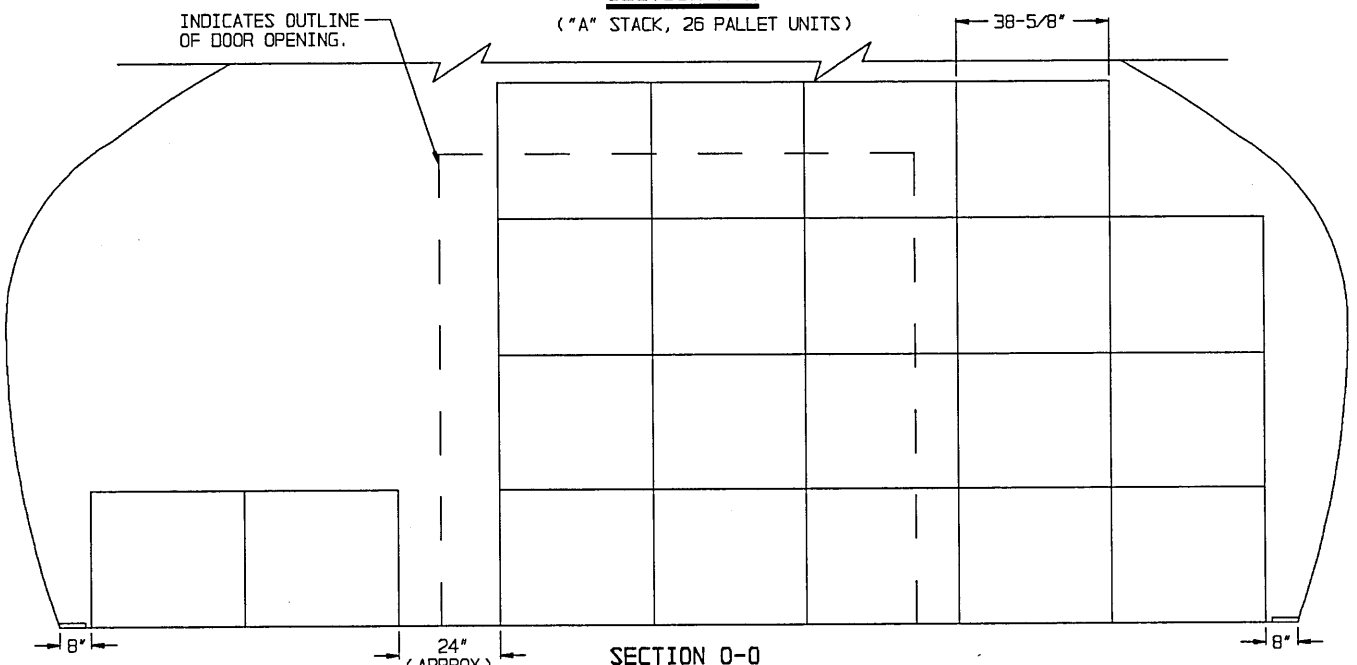 INDICATES OUTLINE
OF DOOR OPENING.
("A" STACK, 26 PALLET UNITS)
38-5/8"
8"
24"
(APPROX)
8"
SECTION O-O